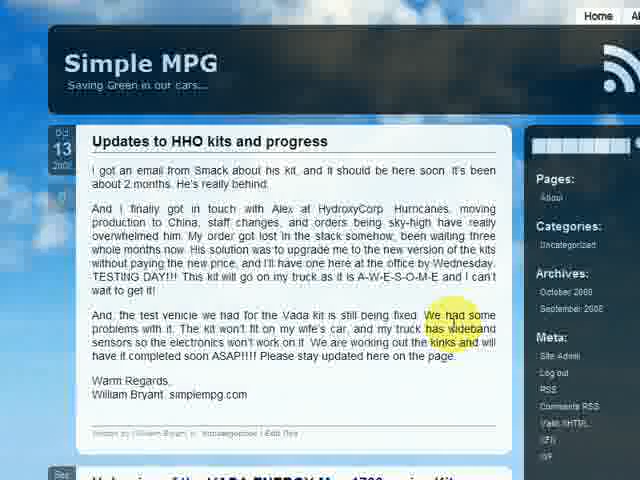 Home
Simple MPG
Saving Green in our cars...
Oct
13
2008
Updates to HHO kits and progress
I got an email from Smack about his kit, and it should be here soon. It's been
about 2 months. He's really behind.
And I finally got in touch with Alex at HydroxyCorp. Hurricanes, moving
production to China, staff changes, and orders being sky-high have really
overwhelmed him. My order got lost in the stack somehow, been waiting three
whole months now. His solution was to upgrade me to the new version of the kits
without paying the new price, and I'll have one here at the office by Wednesday.
TESTING DAY!!! This kit will go on my truck as it is A-W-E-S-O-M-E and I can't
wait to get it!
And, the test vehicle we had for the Vada kit is still being fixed. We had some
problems with it. The kit won't fit on my wife's car, and my truck has wideband
sensors so the electronics won't work on it. We are working out the kinks and will
have it completed soon ASAP!!!! Please stay updated here on the page.
Warm Regards,
William Bryant, simplempg.com
Pages:
About
Categories:
Uncategorized
Archives:
October 2008
September 2008
Meta:
Site Admin
Log out
RSS
Comments RSS
Valid XHTML
XFN
WP
Sep